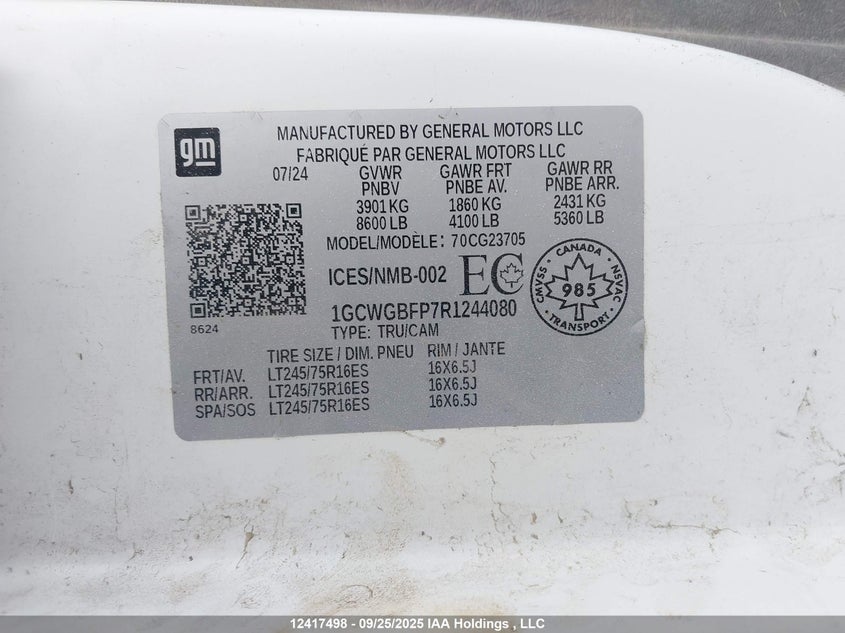 gm
MANUFACTURED BY GENERAL MOTORS LLC
FABRIQUÉ PAR GENERAL MOTORS LLC
07/24 GVWR GAWR FRT GAWR RR
PNBV PNBE AV. PNBE ARR.
3901 KG 1860 KG 2431 KG
8600 LB 4100 LB 5360 LB
MODEL/MODÈLE: 70CG23705
ICES/NMB-002 EC
CANADA
CMVSS 985 NSVAC
TRANSPORT
1GCWGBFP7R1244080
8624
TYPE: TRU/CAM
TIRE SIZE / DIM. PNEU RIM / JANTE
FRT/AV. LT245/75R16ES 16X6.5J
RR/ARR. LT245/75R16ES 16X6.5J
SPA/SOS LT245/75R16ES 16X6.5J
12417498 - 09/25/2025 IAA Holdings , LLC